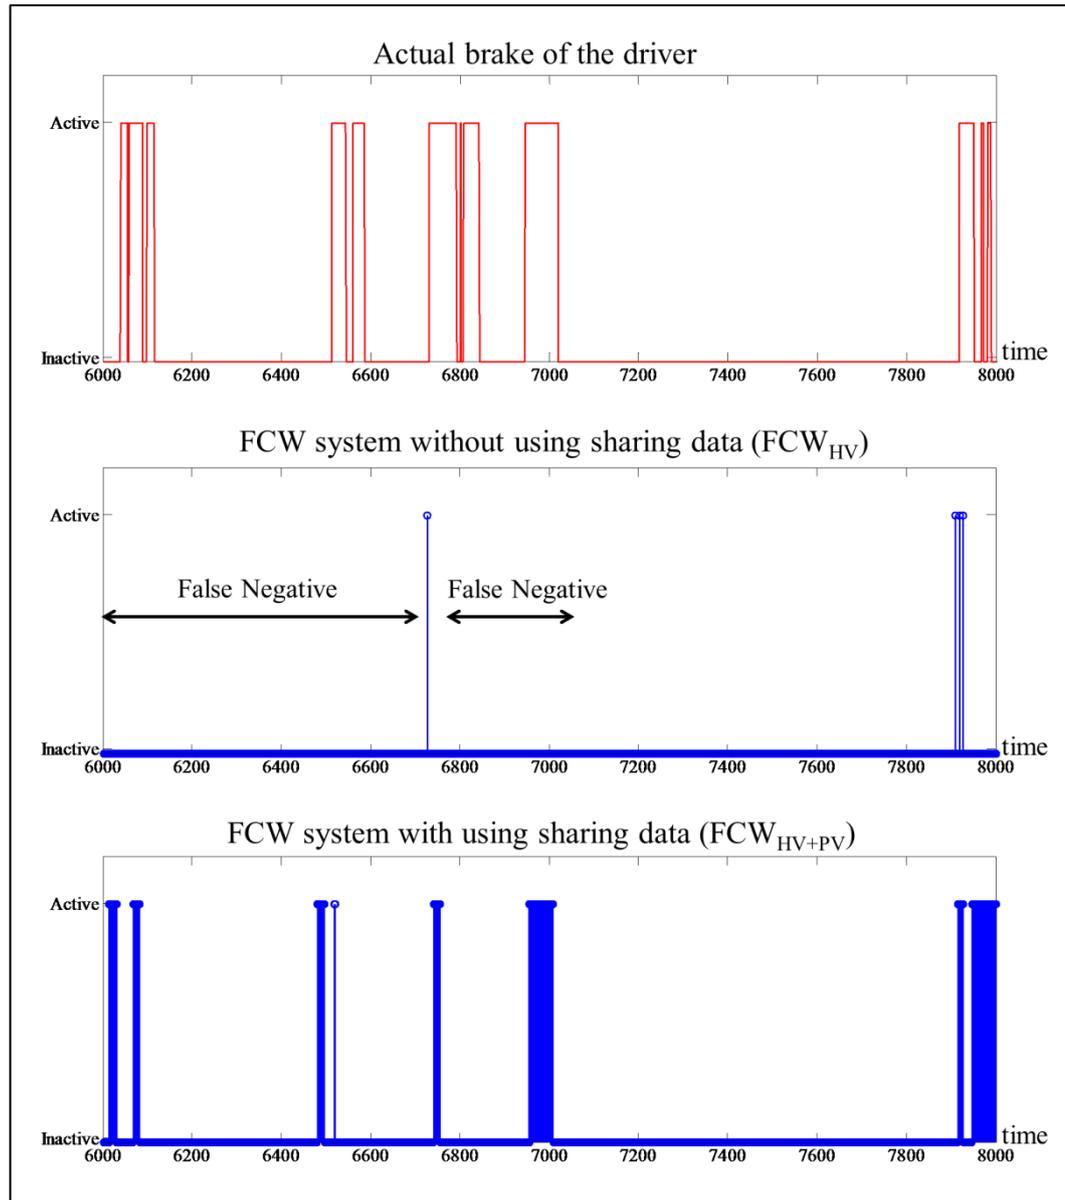 Actual brake of the driver
Active
Inactive
time
6000 6200 6400 6600 6800 7000 7200 7400 7600 7800 8000
FCW system without using sharing data (FCW_HV)
Active
False Negative False Negative
Inactive
time
6000 6200 6400 6600 6800 7000 7200 7400 7600 7800 8000
FCW system with using sharing data (FCW_HV+PV)
Active
Inactive
time
6000 6200 6400 6600 6800 7000 7200 7400 7600 7800 8000